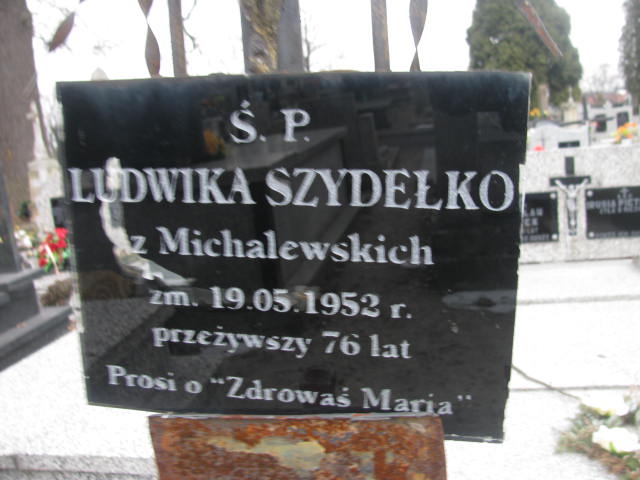 Ś. P.
LUDWIKA SZYDEŁKO
z Michalewskich
zm. 19.05.1952 r.
przeżywszy 76 lat
Prosi o "Zdrowaś Maria"